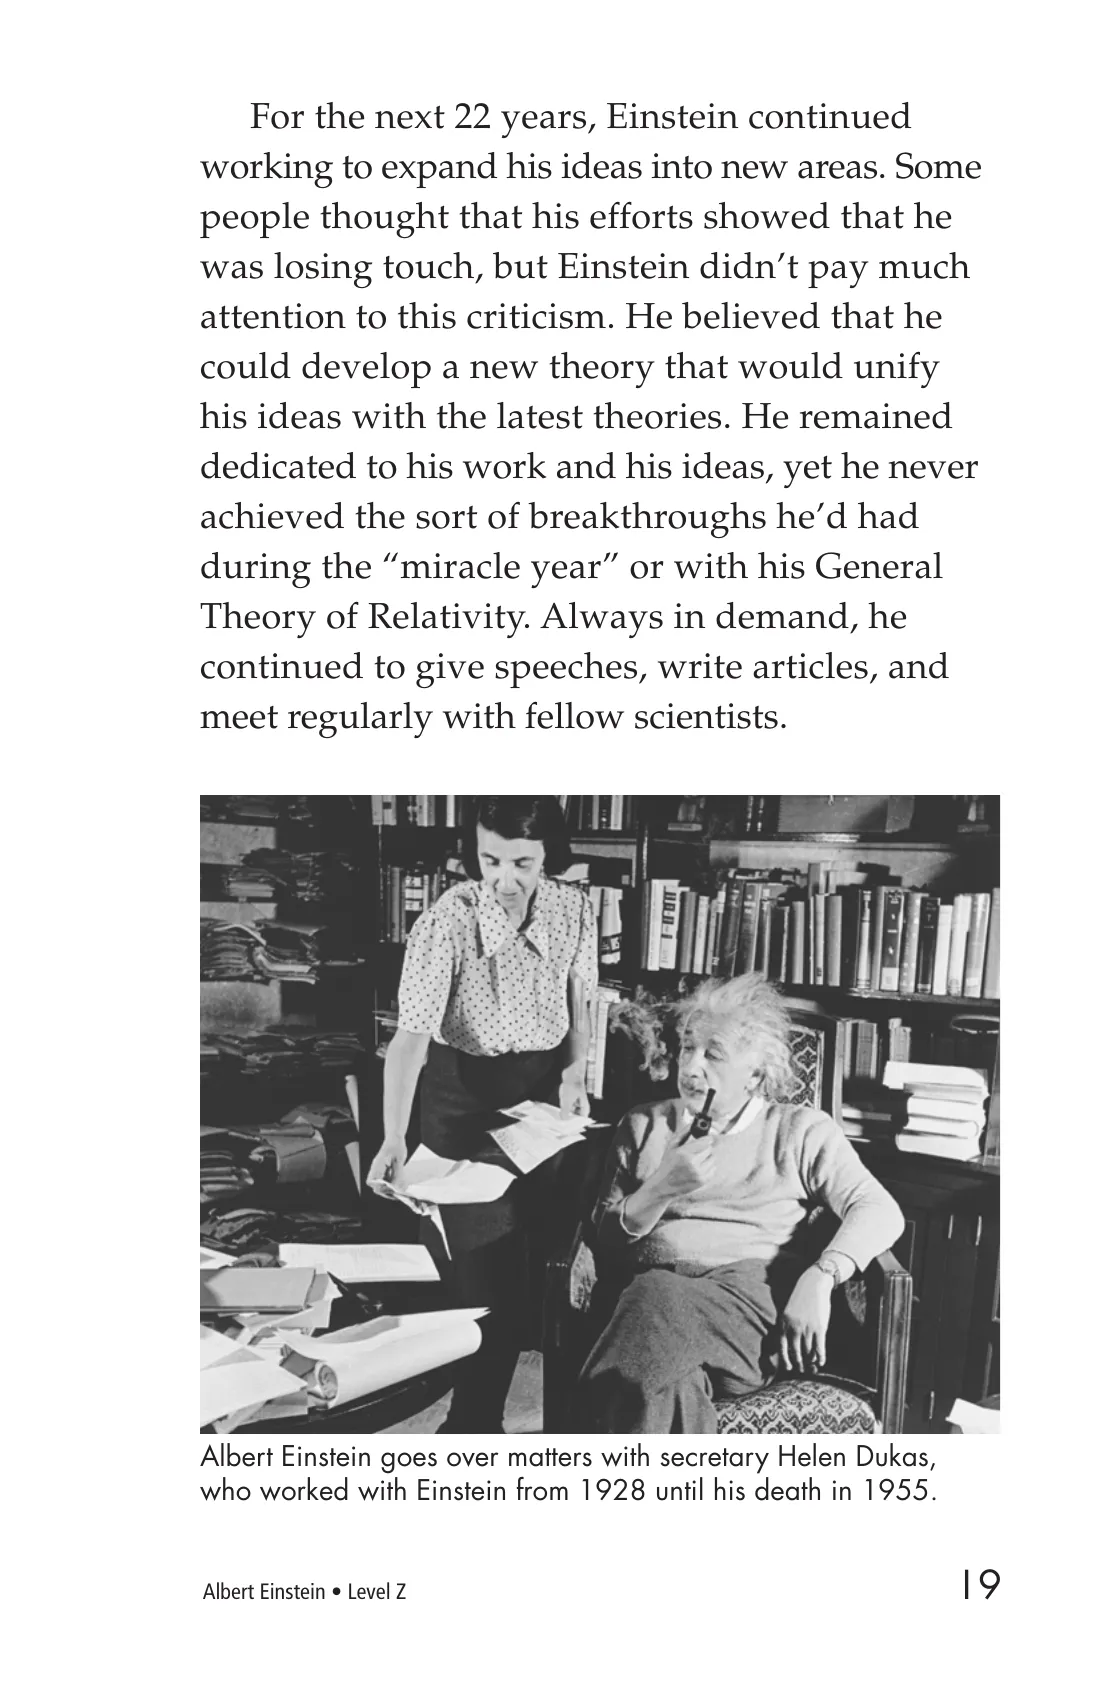 For the next 22 years, Einstein continued
working to expand his ideas into new areas. Some
people thought that his efforts showed that he
was losing touch, but Einstein didn’t pay much
attention to this criticism. He believed that he
could develop a new theory that would unify
his ideas with the latest theories. He remained
dedicated to his work and his ideas, yet he never
achieved the sort of breakthroughs he’d had
during the “miracle year” or with his General
Theory of Relativity. Always in demand, he
continued to give speeches, write articles, and
meet regularly with fellow scientists.
Albert Einstein goes over matters with secretary Helen Dukas,
who worked with Einstein from 1928 until his death in 1955.
Albert Einstein • Level Z
19